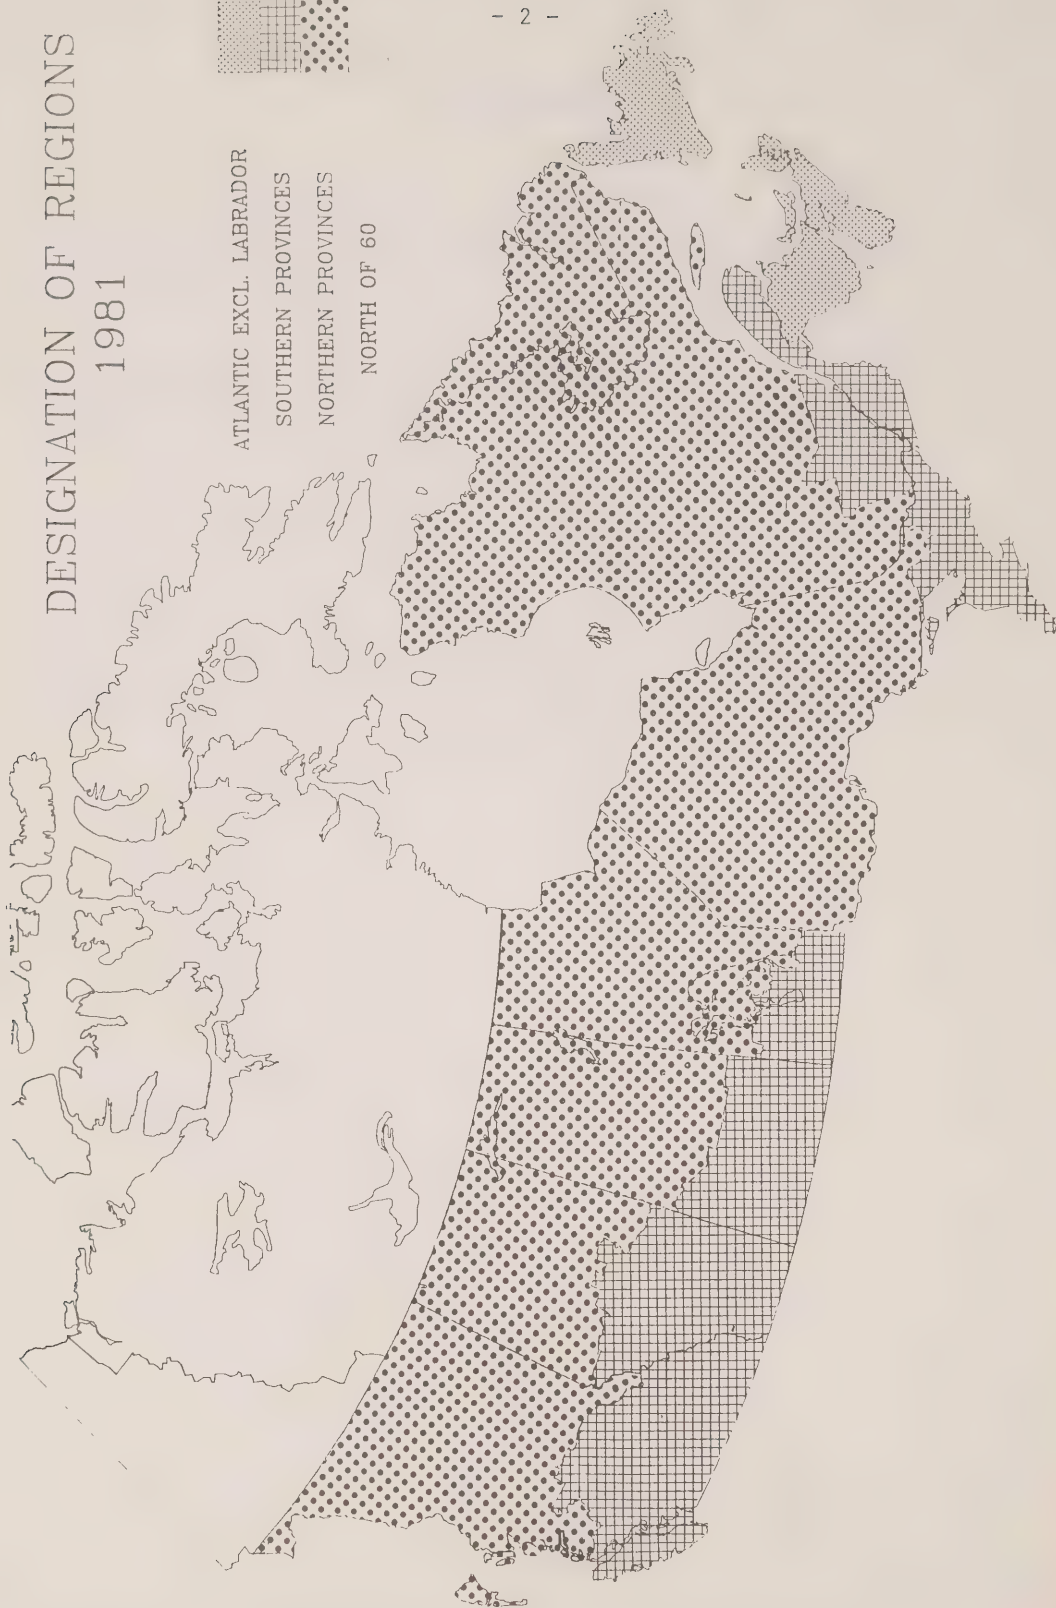 - 2 -
DESIGNATION OF REGIONS
1981
ATLANTIC EXCL. LABRADOR
SOUTHERN PROVINCES
NORTHERN PROVINCES
NORTH OF 60